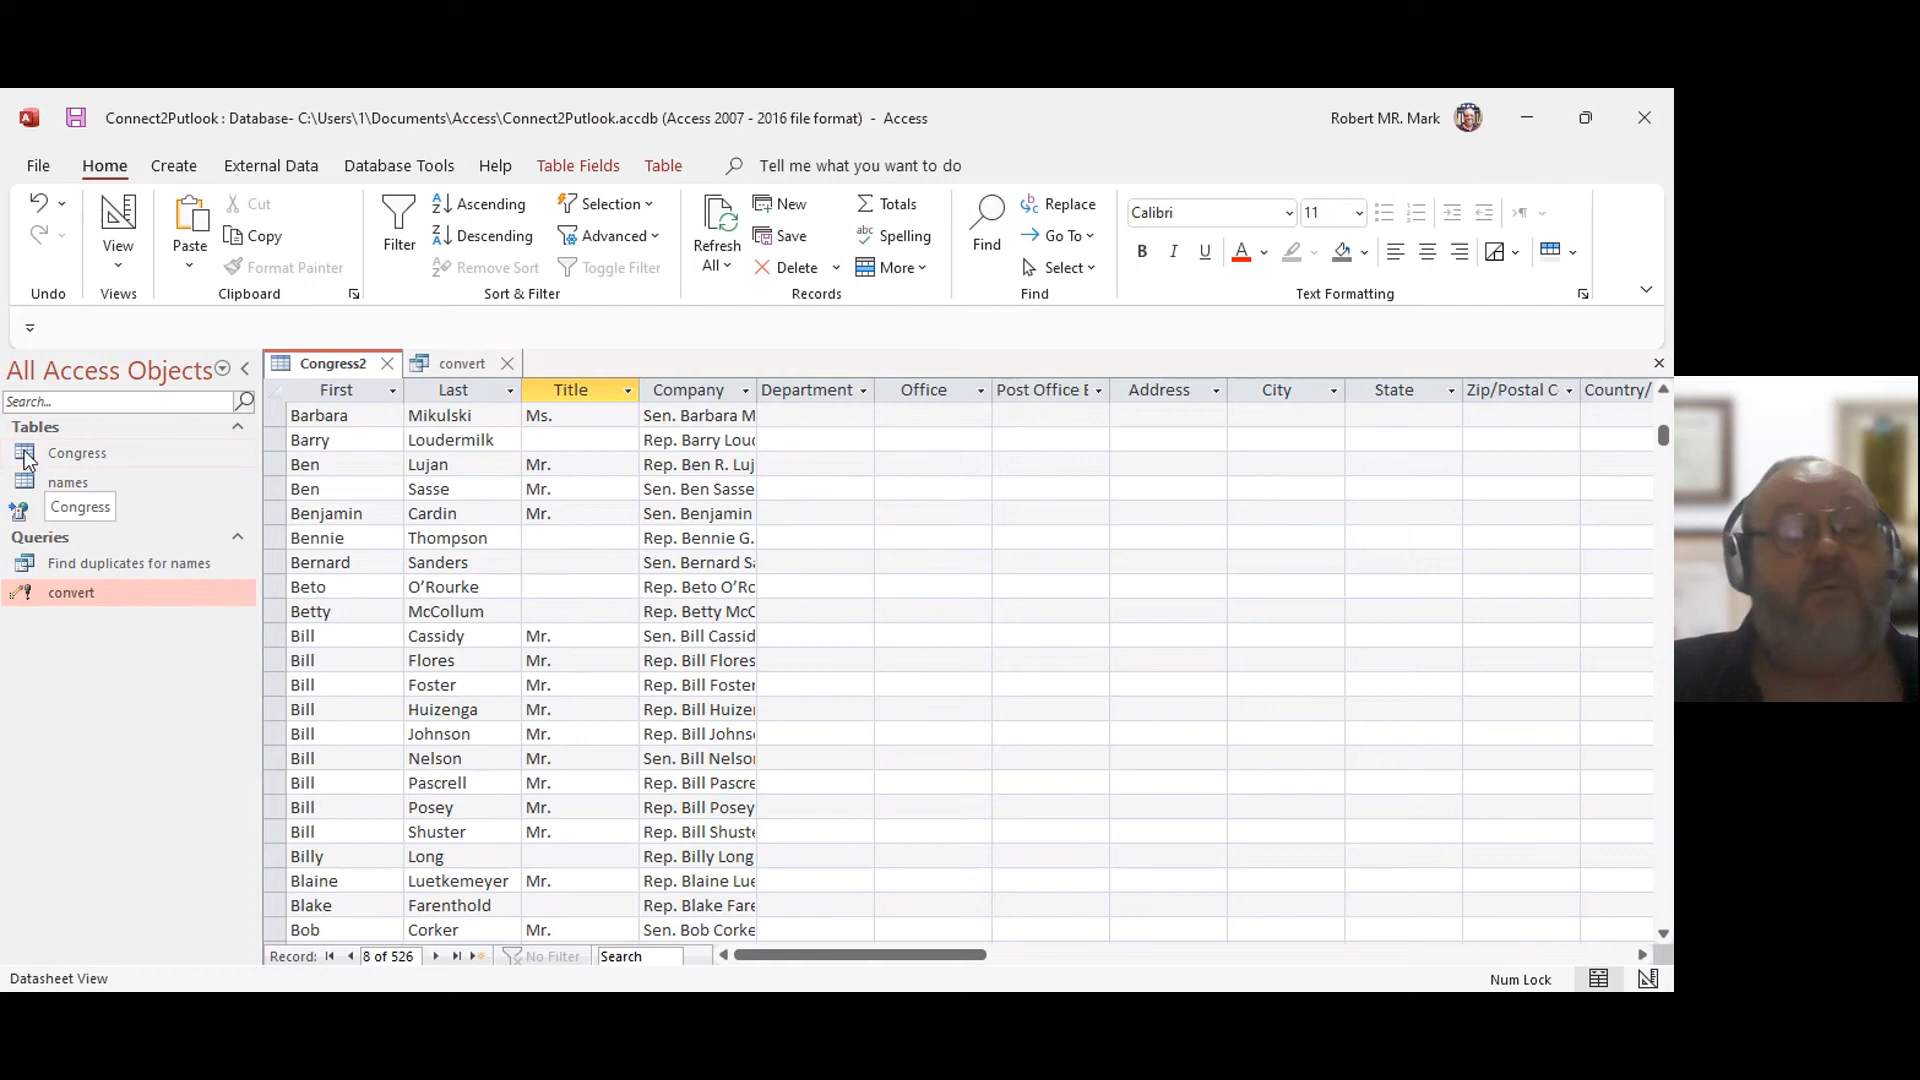 Connect2Putlook : Database- C:\Users\1\Documents\Access\Connect2Putlook.accdb (Access 2007 - 2016 file format) - Access
Robert MR. Mark
File Home Create External Data Database Tools Help Table Fields Table Tell me what you want to do
Cut Ascending Selection New Totals Replace Calibri 11
View Paste Copy Filter Descending Advanced Refresh All Save Spelling Find Go To B I U A
Format Painter Remove Sort Toggle Filter Delete More Select
Undo Views Clipboard Sort & Filter Records Find Text Formatting
All Access Objects
Search...
Tables
Congress
names
Congress
Queries
Find duplicates for names
convert
Congress2 convert
First Last Title Company Department Office Post Office B Address City State Zip/Postal C Country/
Barbara Mikulski Ms. Sen. Barbara M
Barry Loudermilk Rep. Barry Louc
Ben Lujan Mr. Rep. Ben R. Luj
Ben Sasse Mr. Sen. Ben Sasse
Benjamin Cardin Mr. Sen. Benjamin
Bennie Thompson Rep. Bennie G.
Bernard Sanders Sen. Bernard Sa
Beto O’Rourke Rep. Beto O’Rc
Betty McCollum Rep. Betty McC
Bill Cassidy Mr. Sen. Bill Cassid
Bill Flores Mr. Rep. Bill Flores
Bill Foster Mr. Rep. Bill Foster
Bill Huizenga Mr. Rep. Bill Huizer
Bill Johnson Mr. Rep. Bill Johnso
Bill Nelson Mr. Sen. Bill Nelson
Bill Pascrell Mr. Rep. Bill Pascre
Bill Posey Mr. Rep. Bill Posey
Bill Shuster Mr. Rep. Bill Shuste
Billy Long Rep. Billy Long
Blaine Luetkemeyer Mr. Rep. Blaine Lue
Blake Farenthold Rep. Blake Fare
Bob Corker Mr. Sen. Bob Corke
Record: 8 of 526 No Filter Search
Datasheet View
Num Lock